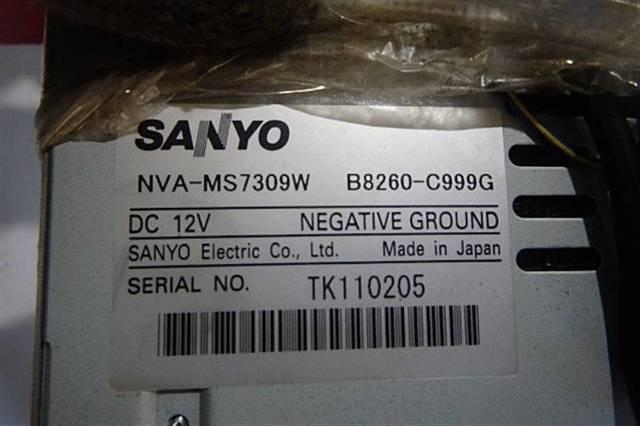 SANYO
NVA-MS7309W B8260-C999G
DC 12V NEGATIVE GROUND
SANYO Electric Co., Ltd. Made in Japan
SERIAL NO. TK110205